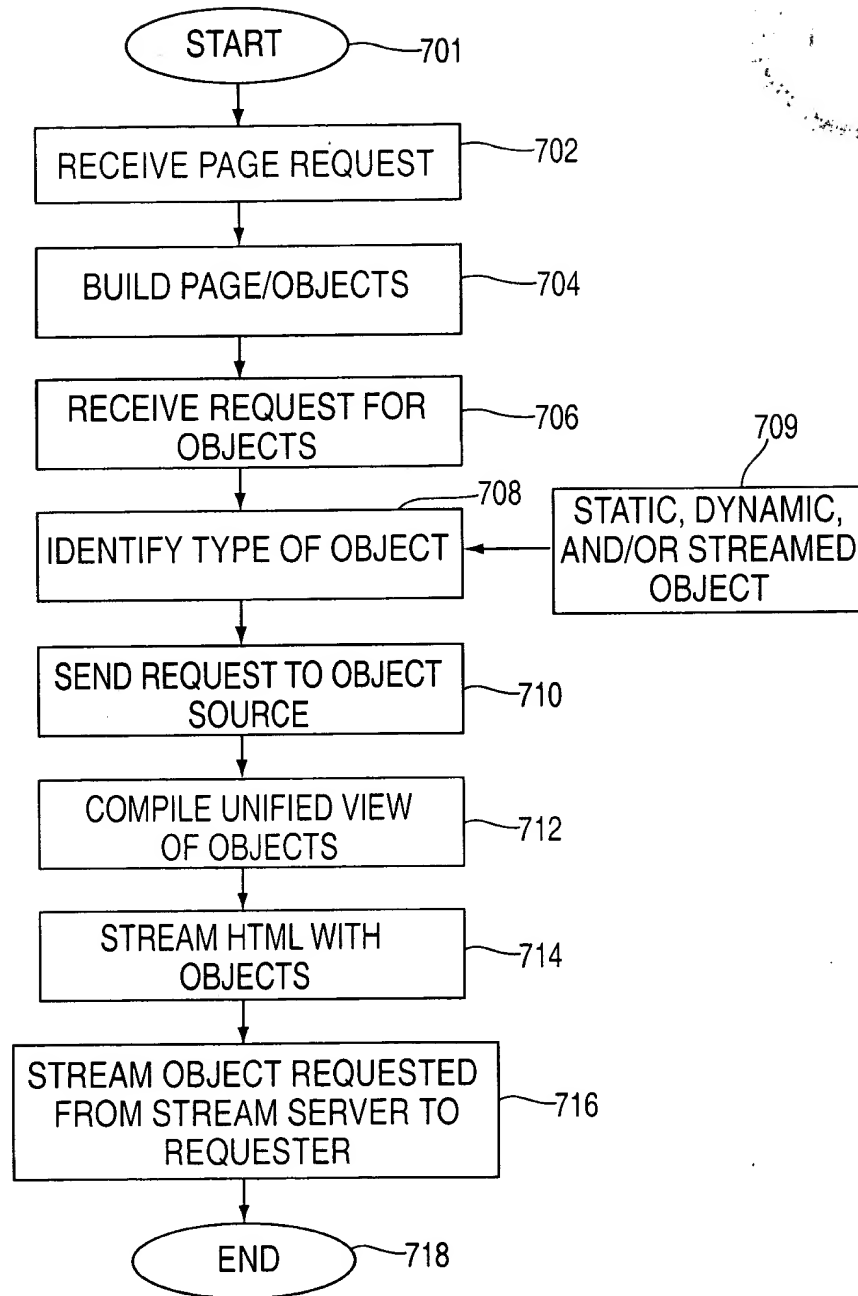 START
701
RECEIVE PAGE REQUEST
702
BUILD PAGE/OBJECTS
704
RECEIVE REQUEST FOR
OBJECTS
706
708
IDENTIFY TYPE OF OBJECT
709
STATIC, DYNAMIC,
AND/OR STREAMED
OBJECT
SEND REQUEST TO OBJECT
SOURCE
710
COMPILE UNIFIED VIEW
OF OBJECTS
712
STREAM HTML WITH
OBJECTS
714
STREAM OBJECT REQUESTED
FROM STREAM SERVER TO
REQUESTER
716
END
718